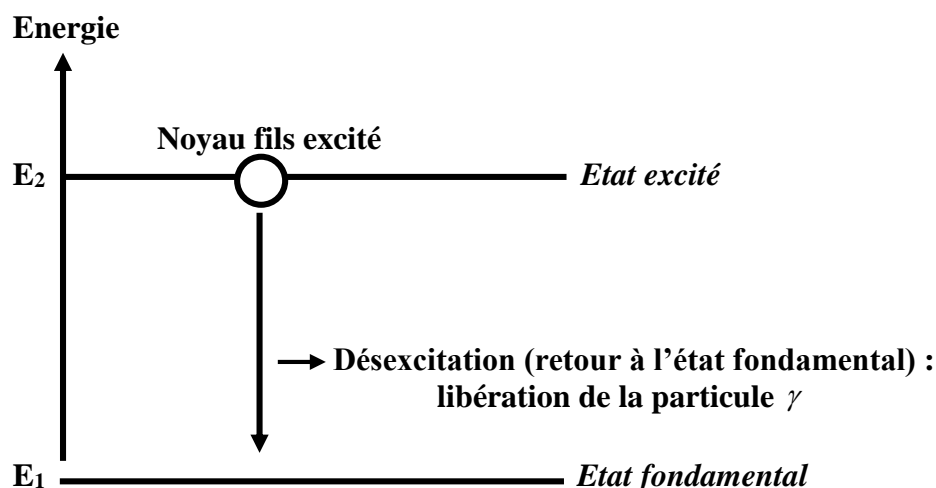 Energie
Noyau fils excité
E₂
Etat excité
Désexcitation (retour à l’état fondamental) :
libération de la particule γ
E₁
Etat fondamental